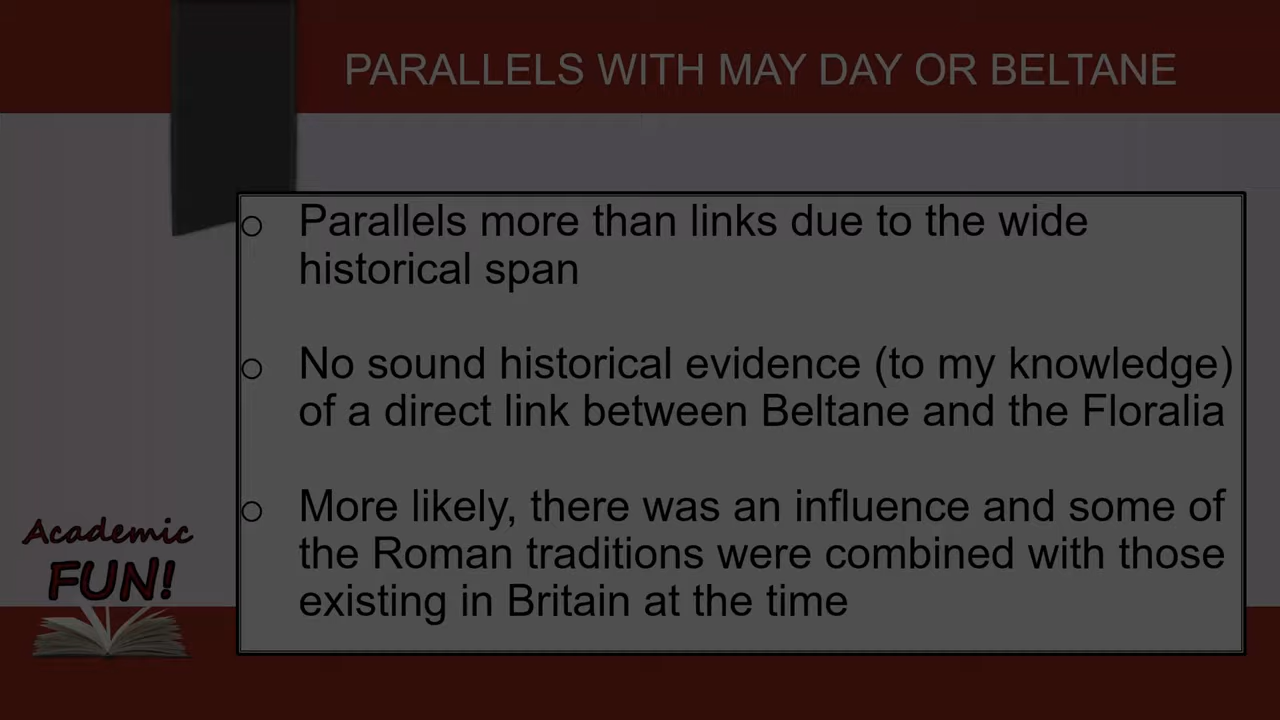 PARALLELS WITH MAY DAY OR BELTANE
○ Parallels more than links due to the wide
historical span
○ No sound historical evidence (to my knowledge)
of a direct link between Beltane and the Floralia
○ More likely, there was an influence and some of
the Roman traditions were combined with those
existing in Britain at the time
Academic
FUN!